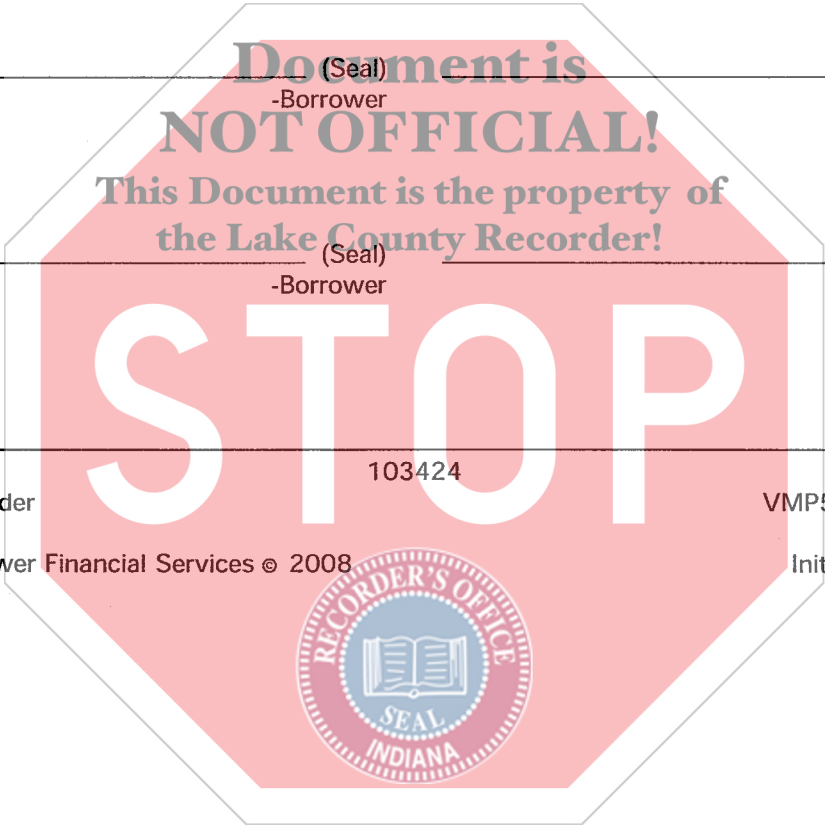 Document is
(Seal)
-Borrower
NOT OFFICIAL!
This Document is the property of
the Lake County Recorder!
(Seal)
-Borrower
STOP
103424
der VMP5
wer Financial Services © 2008 Init
RECORDER'S OFFICE
SEAL
INDIANA